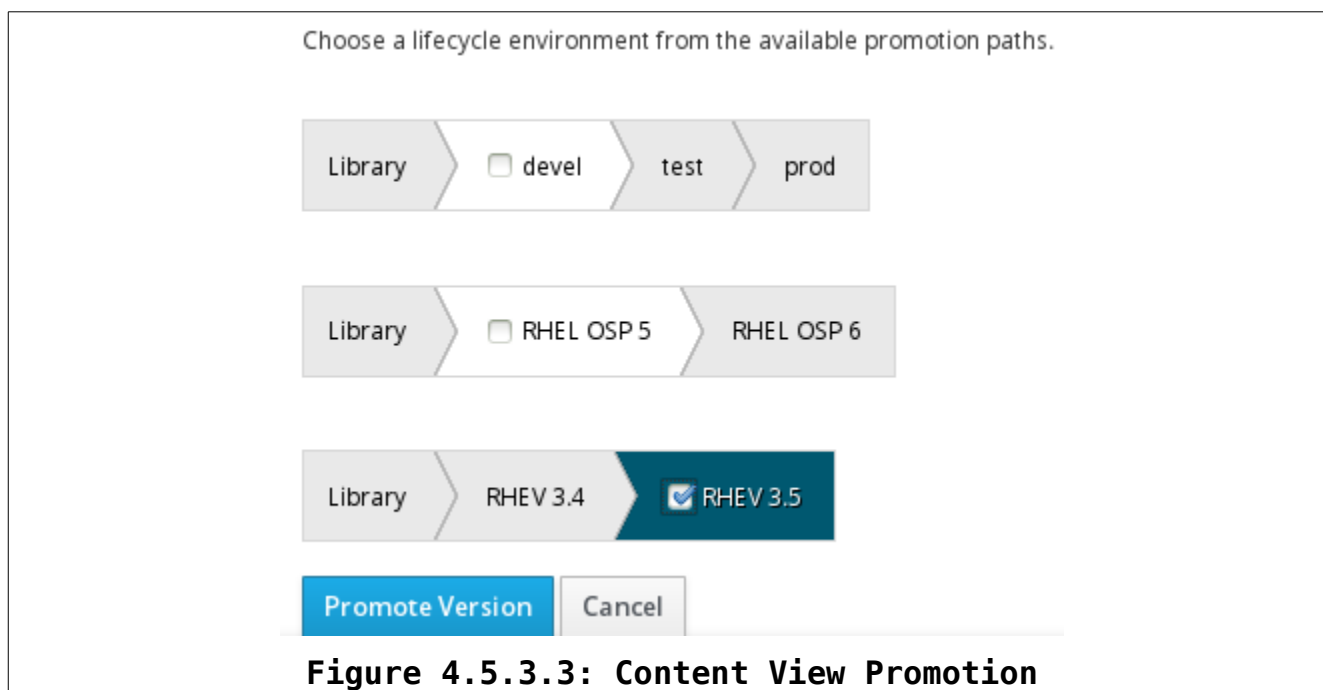 Choose a lifecycle environment from the available promotion paths.
Library devel test prod
Library RHEL OSP 5 RHEL OSP 6
Library RHEV 3.4 RHEV 3.5
Promote Version Cancel
Figure 4.5.3.3: Content View Promotion